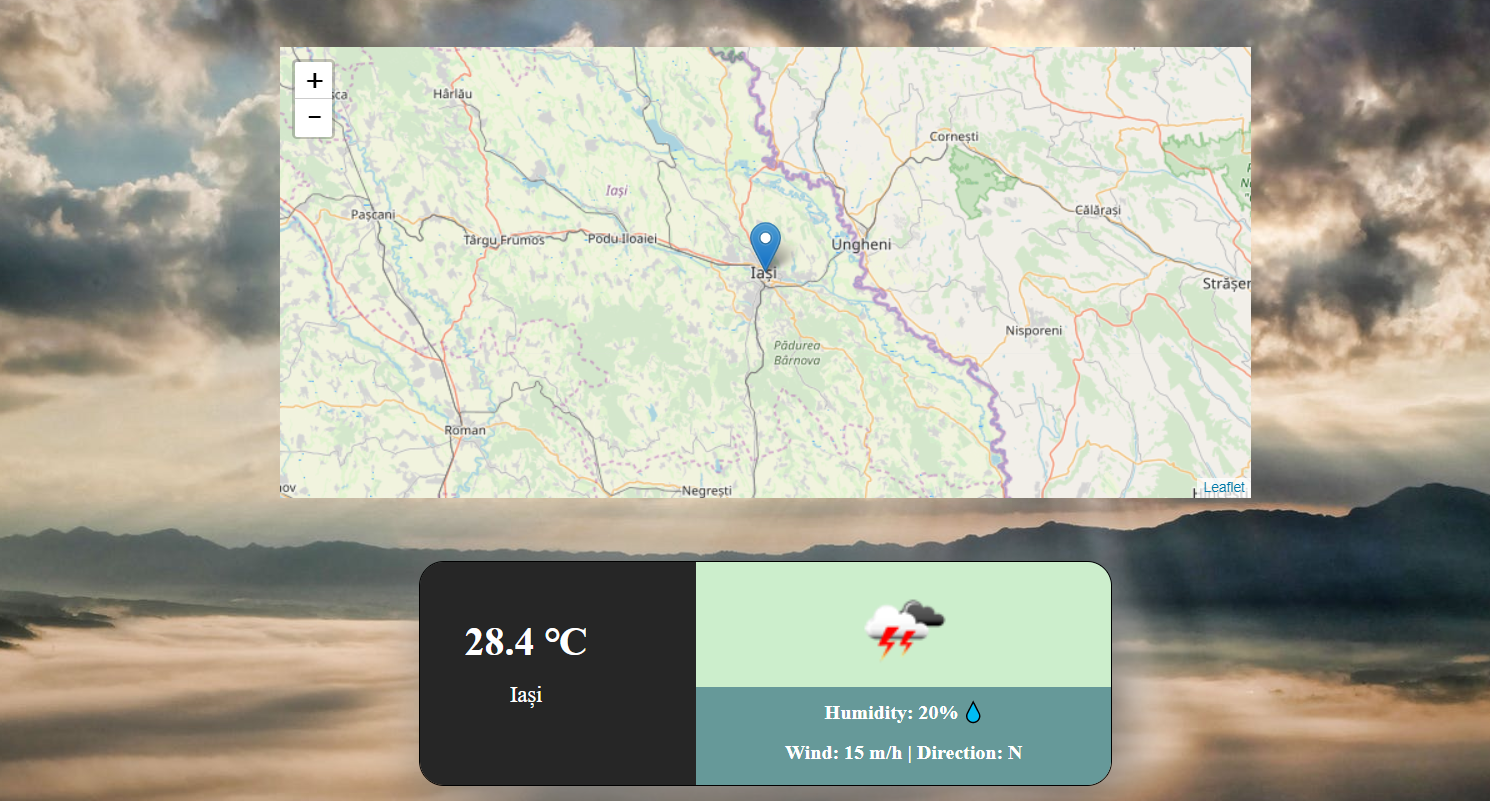 +
−
Hârlău
Cornești
Iași
Pașcani
Călărași
Târgu Frumos
Podu Iloaiei
Ungheni
Iași
Strășen
Nisporeni
Pădurea
Bârnova
Roman
Negrești
Leaflet
28.4 °C
Iași
Humidity: 20%
Wind: 15 m/h | Direction: N